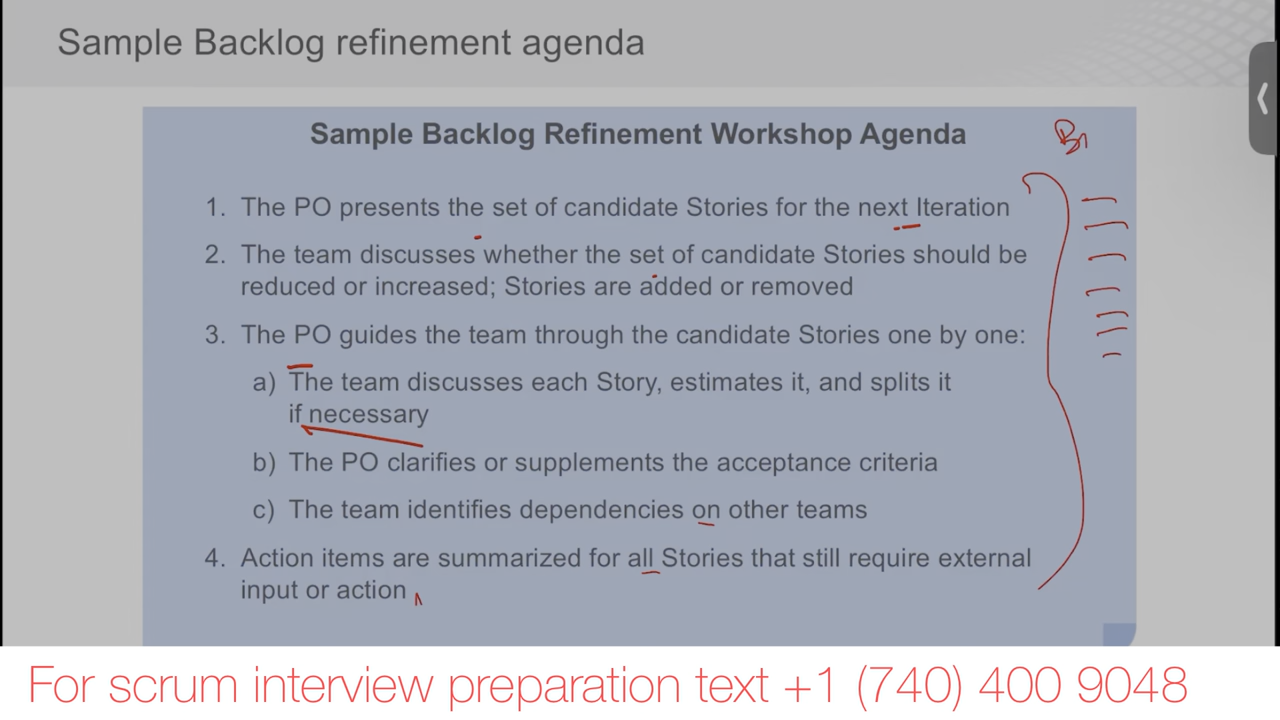 Sample Backlog refinement agenda
Sample Backlog Refinement Workshop Agenda
1. The PO presents the set of candidate Stories for the next Iteration
2. The team discusses whether the set of candidate Stories should be
reduced or increased; Stories are added or removed
3. The PO guides the team through the candidate Stories one by one:
a) The team discusses each Story, estimates it, and splits it
if necessary
b) The PO clarifies or supplements the acceptance criteria
c) The team identifies dependencies on other teams
4. Action items are summarized for all Stories that still require external
input or action
For scrum interview preparation text +1 (740) 400 9048